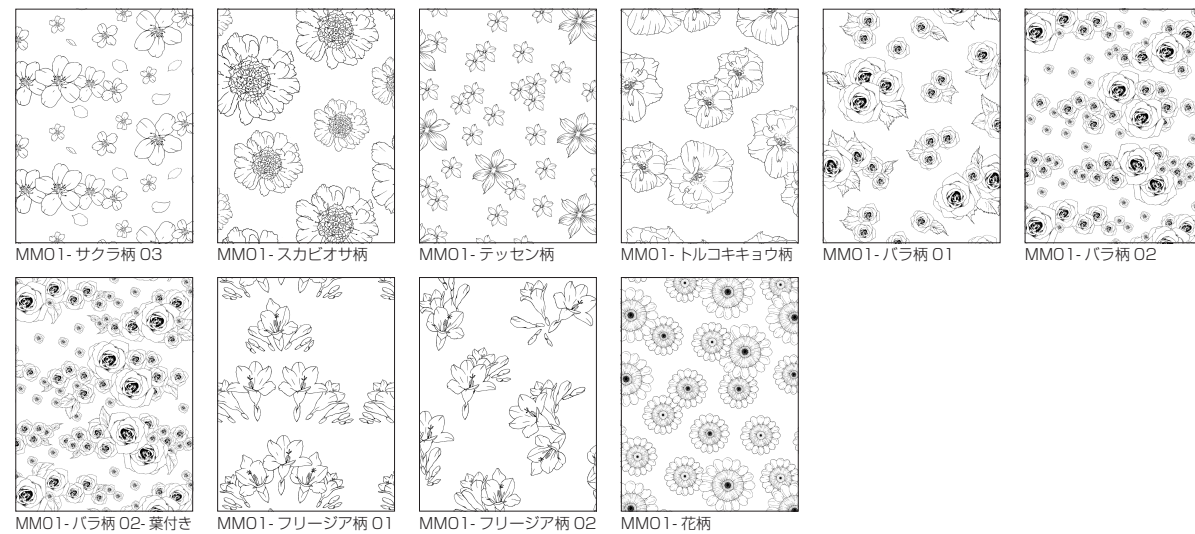 MM01-サクラ柄 03
MM01-スカビオサ柄
MM01-テッセン柄
MM01-トルコキキョウ柄
MM01-バラ柄 01
MM01-バラ柄 02
MM01-バラ柄 02-葉付き
MM01-フリージア柄 01
MM01-フリージア柄 02
MM01-花柄